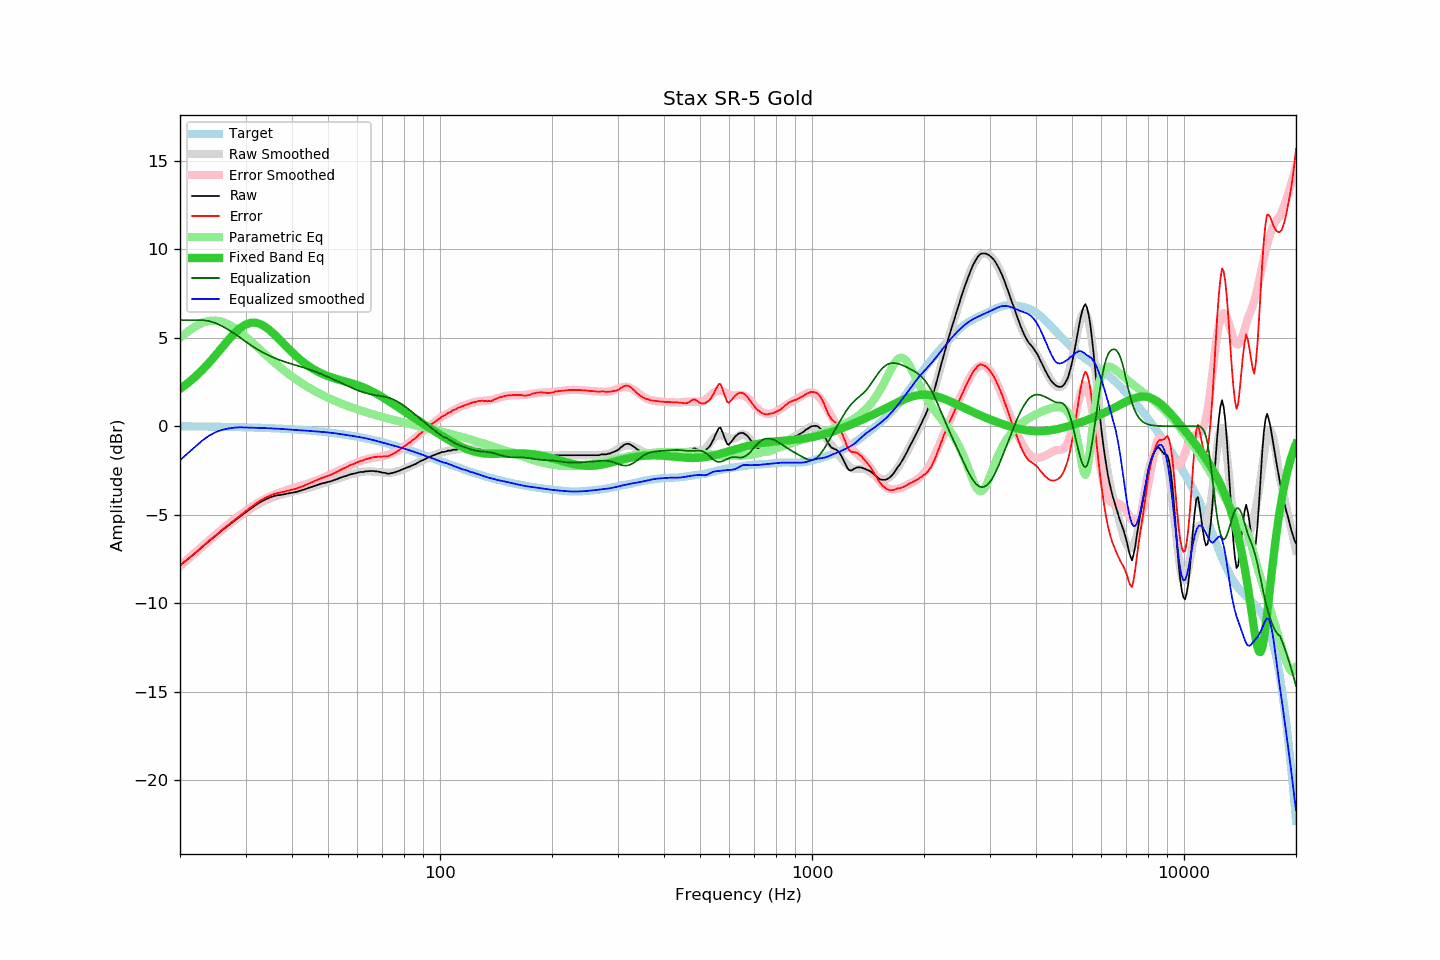 Stax SR-5 Gold
Target
Raw Smoothed
Error Smoothed
Raw
Error
Parametric Eq
Fixed Band Eq
Equalization
Equalized smoothed
15
10
5
0
−5
−10
−15
−20
Amplitude (dBr)
100
1000
10000
Frequency (Hz)